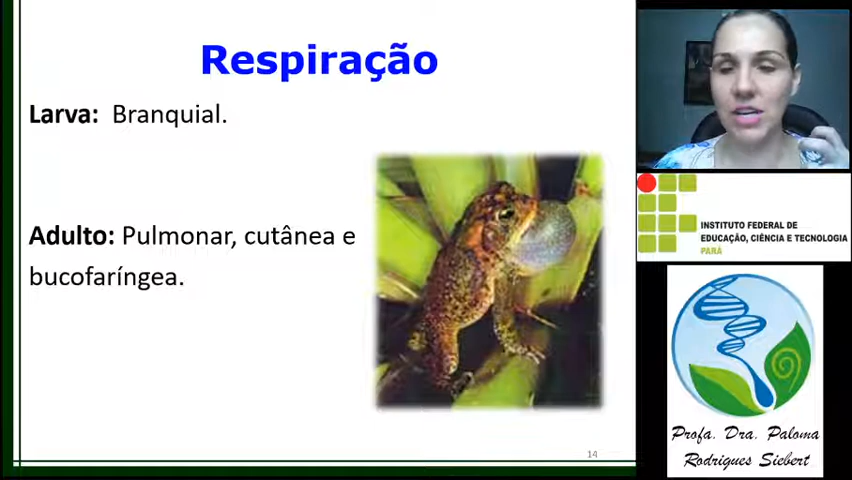 Respiração
Larva: Branquial.
Adulto: Pulmonar, cutânea e
bucofaríngea.
14
INSTITUTO FEDERAL DE
EDUCAÇÃO, CIÊNCIA E TECNOLOGIA
PARÁ
Profa. Dra. Paloma
Rodrigues Siebert